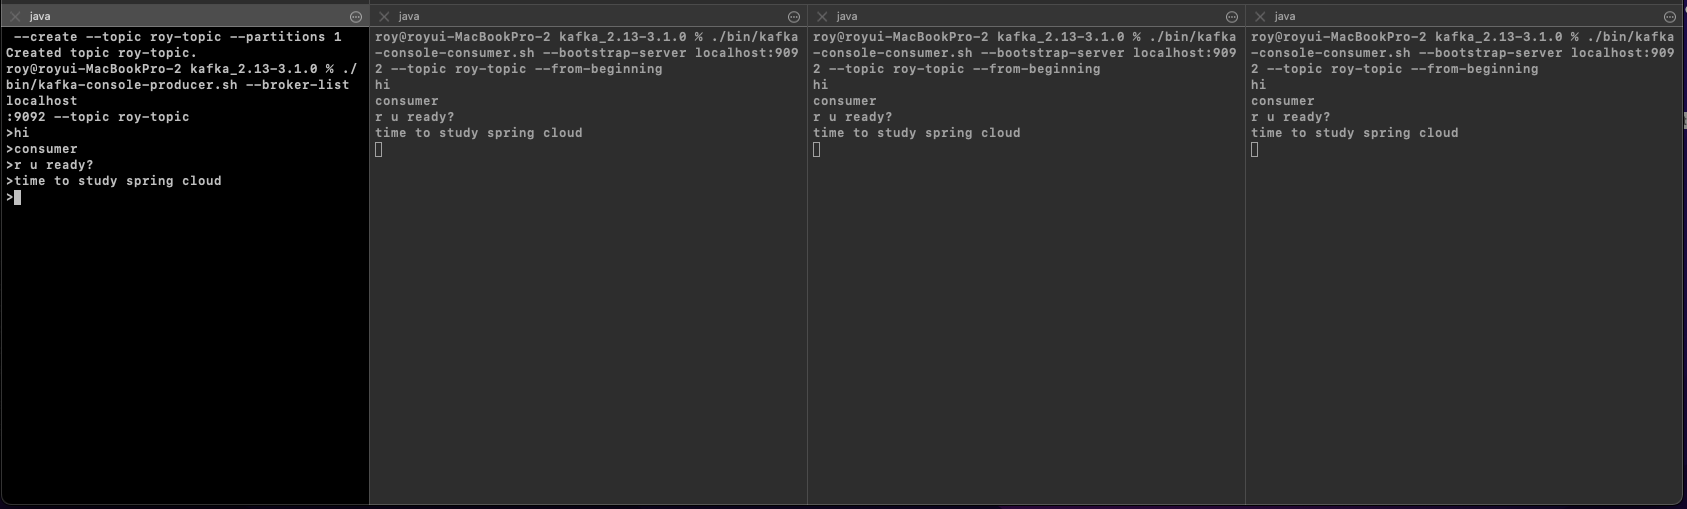 java
--create --topic roy-topic --partitions 1
Created topic roy-topic.
roy@royui-MacBookPro-2 kafka_2.13-3.1.0 % ./
bin/kafka-console-producer.sh --broker-list
localhost
:9092 --topic roy-topic
>hi
>consumer
>r u ready?
>time to study spring cloud
>
java
roy@royui-MacBookPro-2 kafka_2.13-3.1.0 % ./bin/kafka
-console-consumer.sh --bootstrap-server localhost:909
2 --topic roy-topic --from-beginning
hi
consumer
r u ready?
time to study spring cloud
java
roy@royui-MacBookPro-2 kafka_2.13-3.1.0 % ./bin/kafka
-console-consumer.sh --bootstrap-server localhost:909
2 --topic roy-topic --from-beginning
hi
consumer
r u ready?
time to study spring cloud
java
roy@royui-MacBookPro-2 kafka_2.13-3.1.0 % ./bin/kafka
-console-consumer.sh --bootstrap-server localhost:909
2 --topic roy-topic --from-beginning
hi
consumer
r u ready?
time to study spring cloud